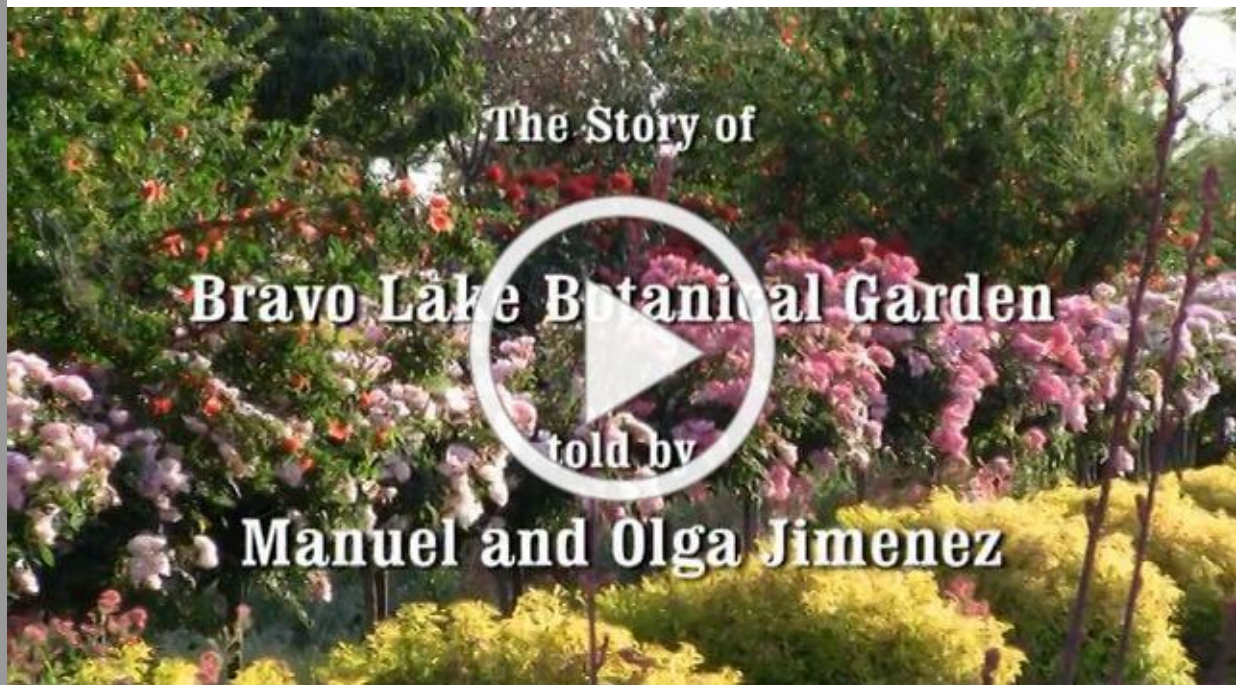 The Story of
Bravo Lake Botanical Garden
told by
Manuel and Olga Jimenez